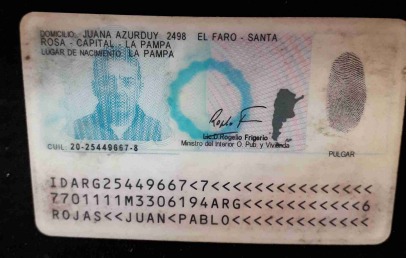 DOMICILIO: JUANA AZURDUY 2498 EL FARO - SANTA
ROSA - CAPITAL - LA PAMPA
LUGAR DE NACIMIENTO: LA PAMPA
Lic.D.Rogelio Frigerio
Ministro del Interior O. Pub. y Vivienda
CUIL: 20-25449667-8
PULGAR
IDARG25449667<7<<<<<<<<<<<<<<<
7701111M3306194ARG<<<<<<<<<<<6
ROJAS<<JUAN<PABLO<<<<<<<<<<<<<